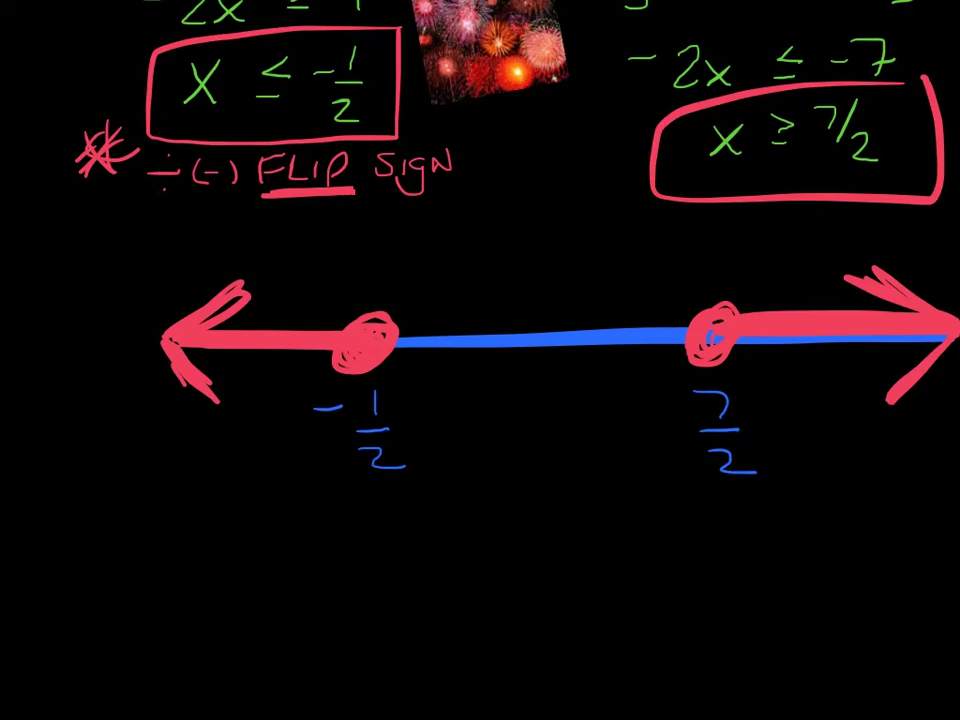 -2x ≤ -7
x ≤ -1/2
x ≥ 7/2
÷(-) FLIP SIGN
-1/2
7/2